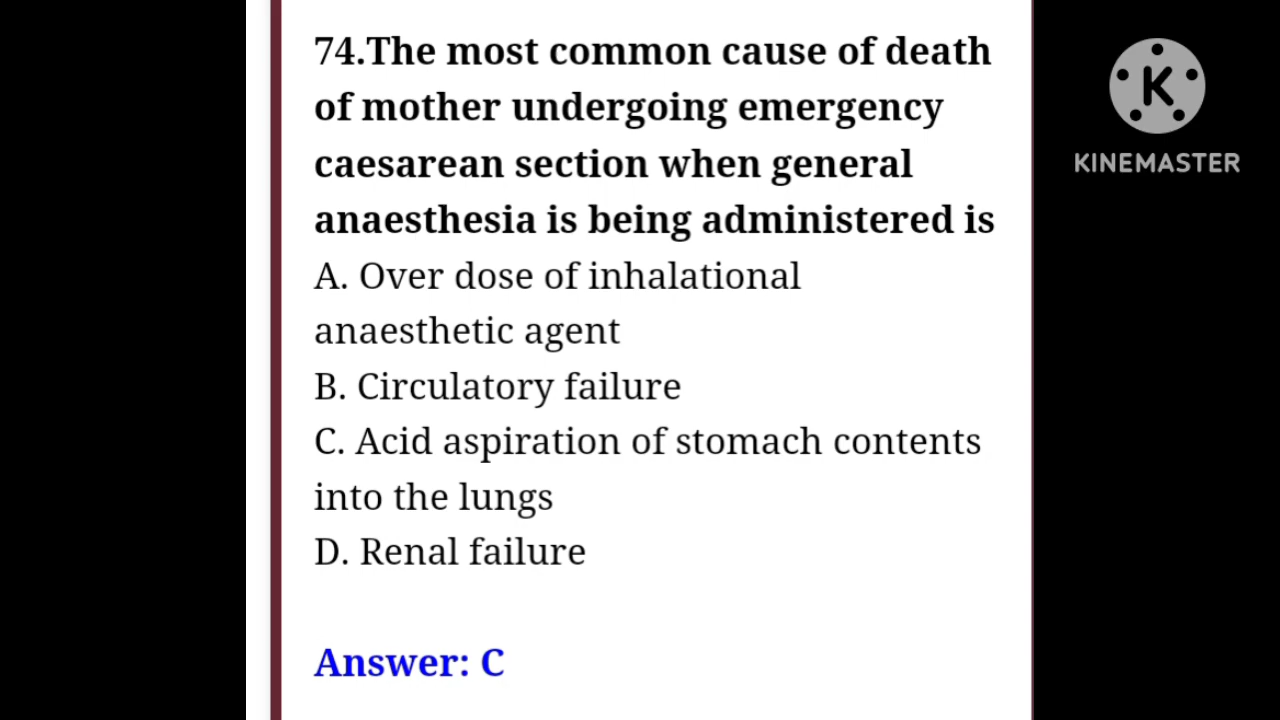 74.The most common cause of death
of mother undergoing emergency
caesarean section when general
anaesthesia is being administered is
A. Over dose of inhalational
anaesthetic agent
B. Circulatory failure
C. Acid aspiration of stomach contents
into the lungs
D. Renal failure
Answer: C
K
KINEMASTER